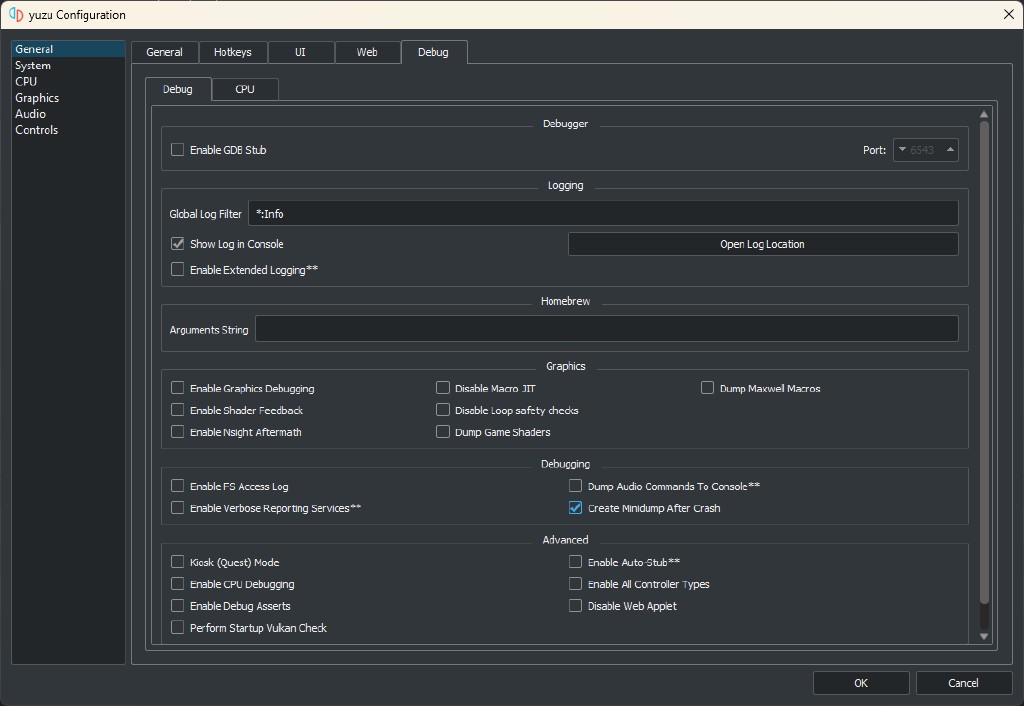 yuzu Configuration
General
System
CPU
Graphics
Audio
Controls
General Hotkeys UI Web Debug
Debug CPU
Debugger
Enable GDB Stub Port: 6543
Logging
Global Log Filter *:Info
Show Log in Console Open Log Location
Enable Extended Logging**
Homebrew
Arguments String
Graphics
Enable Graphics Debugging Disable Macro JIT Dump Maxwell Macros
Enable Shader Feedback Disable Loop safety checks
Enable Nsight Aftermath Dump Game Shaders
Debugging
Enable FS Access Log Dump Audio Commands To Console**
Enable Verbose Reporting Services** Create Minidump After Crash
Advanced
Kiosk (Quest) Mode Enable Auto-Stub**
Enable CPU Debugging Enable All Controller Types
Enable Debug Asserts Disable Web Applet
Perform Startup Vulkan Check
OK Cancel